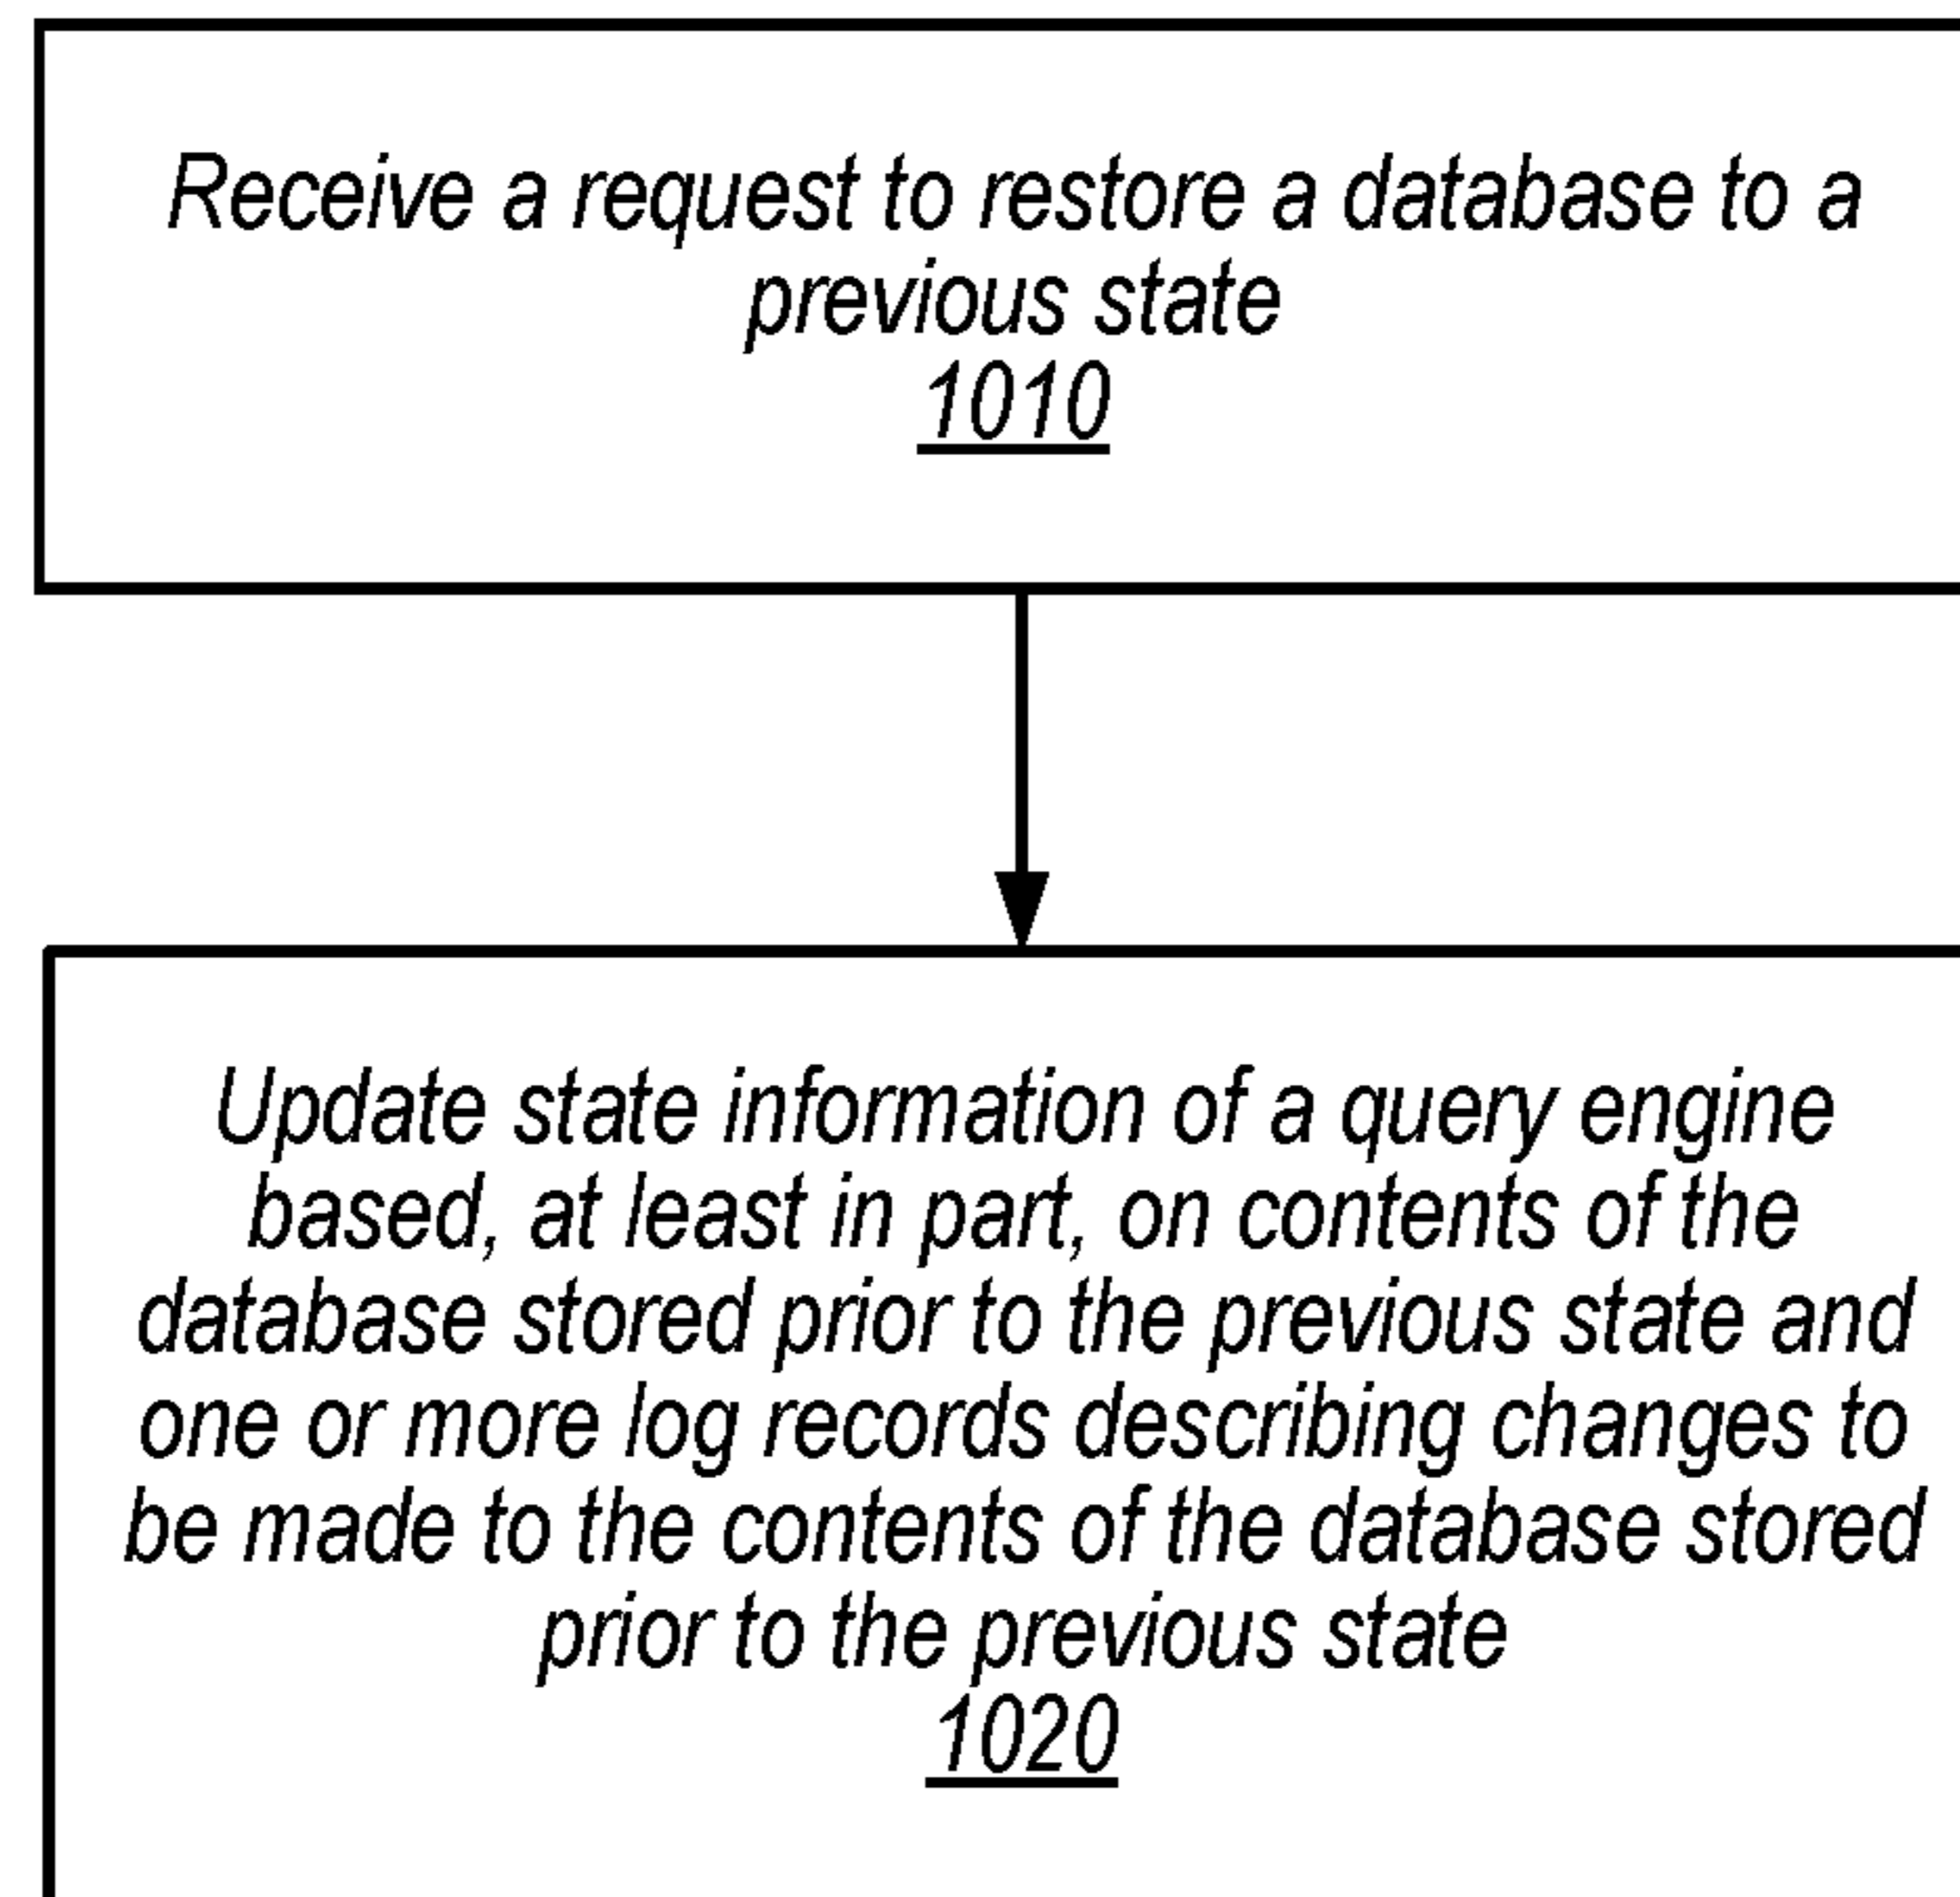 Receive a request to restore a database to a
previous state
1010
Update state information of a query engine
based, at least in part, on contents of the
database stored prior to the previous state and
one or more log records describing changes to
be made to the contents of the database stored
prior to the previous state
1020